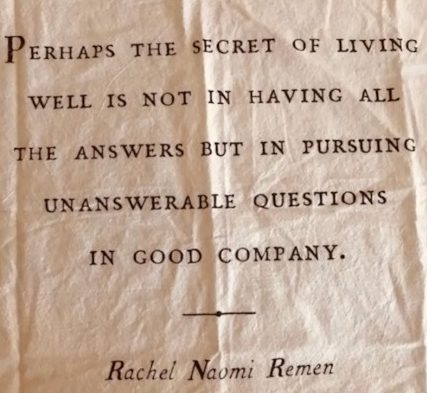 PERHAPS THE SECRET OF LIVING
WELL IS NOT IN HAVING ALL
THE ANSWERS BUT IN PURSUING
UNANSWERABLE QUESTIONS
IN GOOD COMPANY.
Rachel Naomi Remen